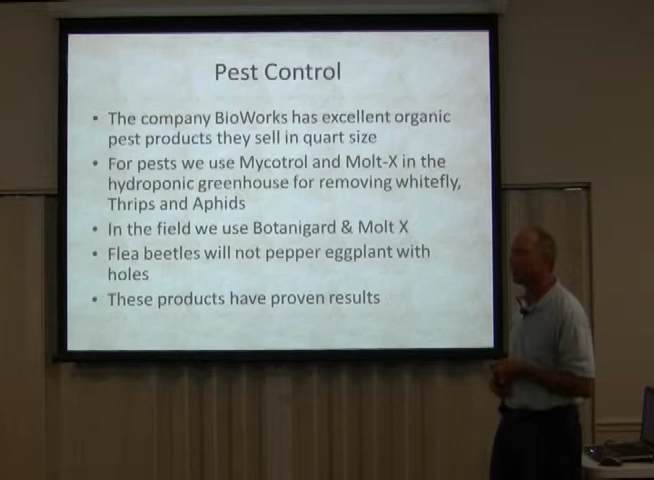 Pest Control
• The company BioWorks has excellent organic
pest products they sell in quart size
• For pests we use Mycotrol and Molt-X in the
hydroponic greenhouse for removing whitefly,
Thrips and Aphids
• In the field we use Botanigard & Molt X
• Flea beetles will not pepper eggplant with
holes
• These products have proven results